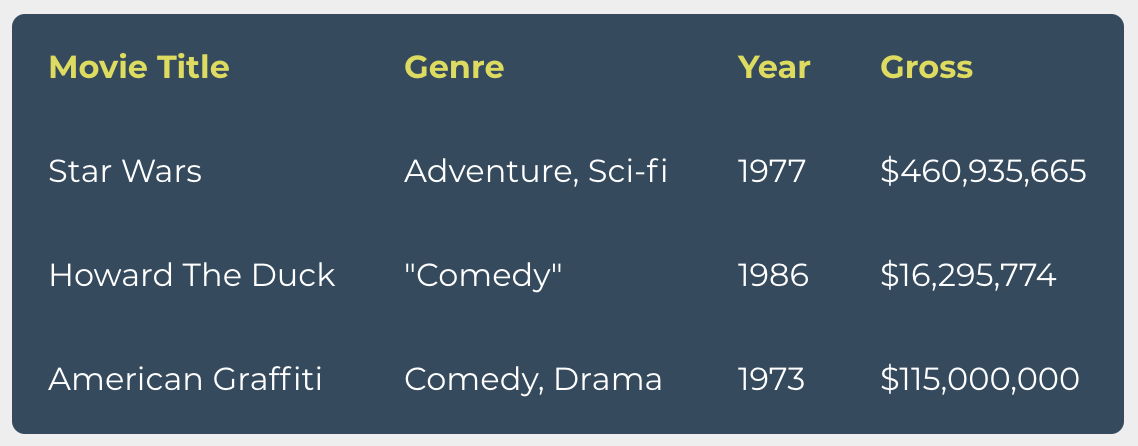 Movie Title Genre Year Gross
Star Wars Adventure, Sci-fi 1977 $460,935,665
Howard The Duck "Comedy" 1986 $16,295,774
American Graffiti Comedy, Drama 1973 $115,000,000